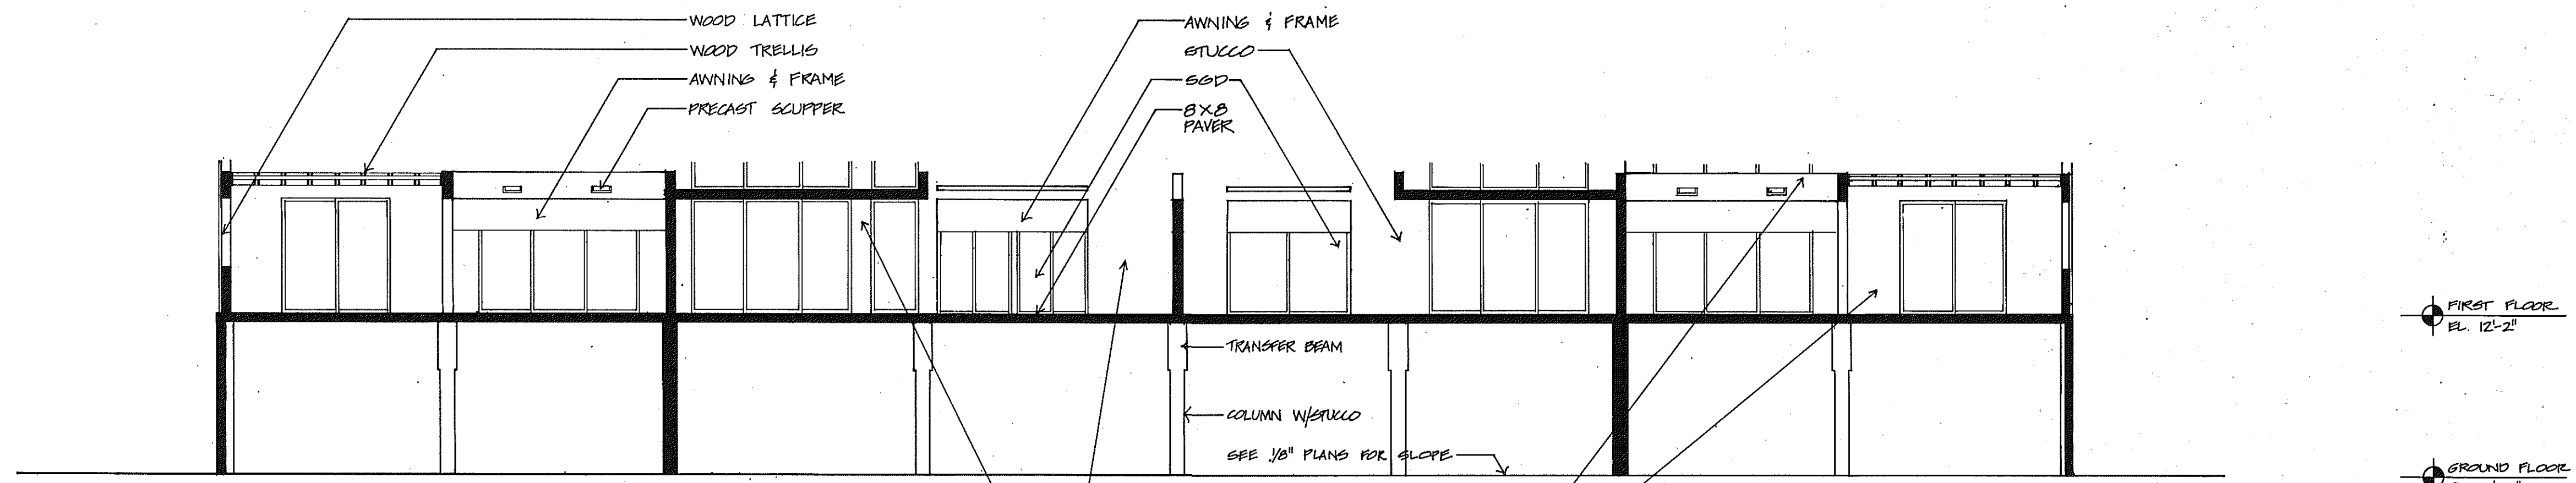 WOOD LATTICE
WOOD TRELLIS
AWNING & FRAME
PRECAST SCUPPER
AWNING & FRAME
STUCCO
SGD
8X8
PAVER
TRANSFER BEAM
COLUMN W/STUCCO
SEE 1/8" PLANS FOR SLOPE
FIRST FLOOR
EL. 12'-2"
GROUND FLOOR